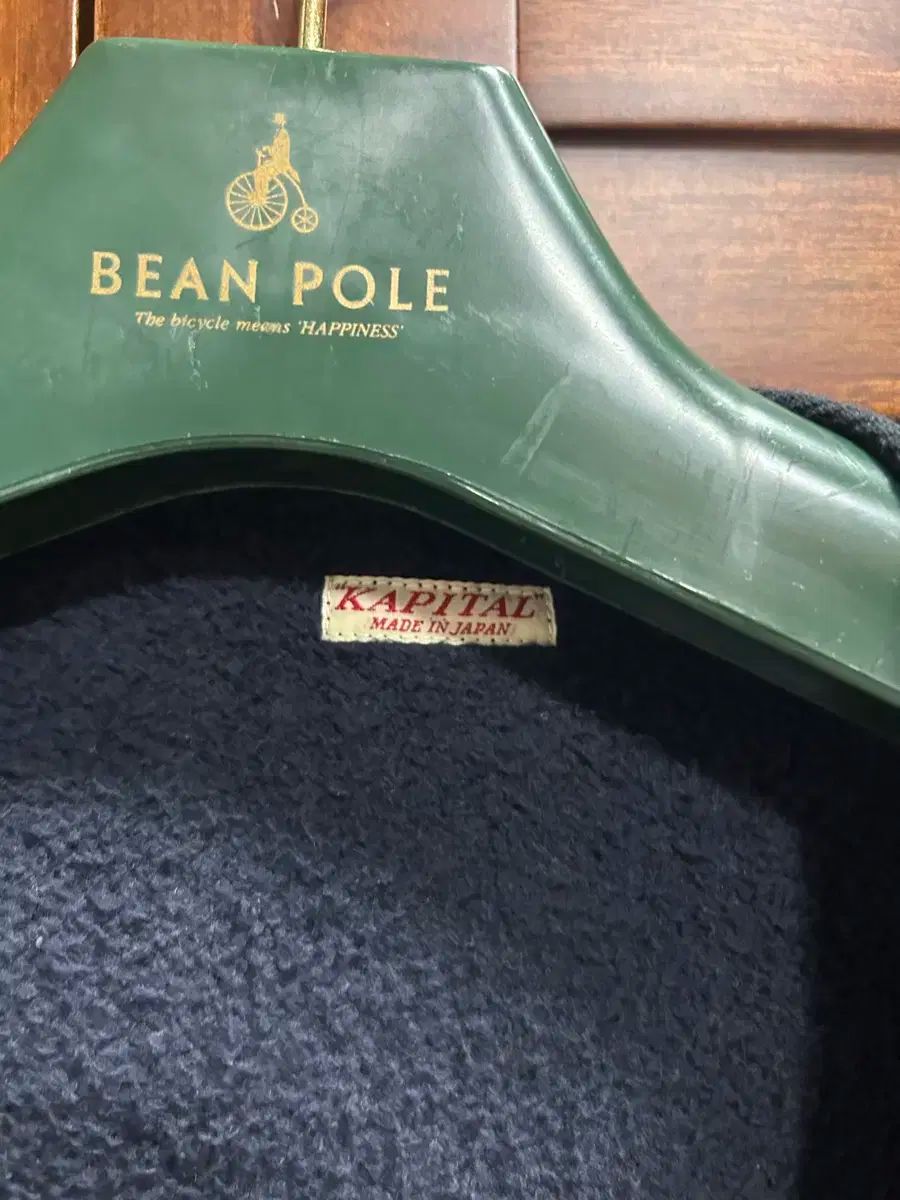 BEAN POLE
The bicycle means 'HAPPINESS'
"KAPITAL"
MADE IN JAPAN